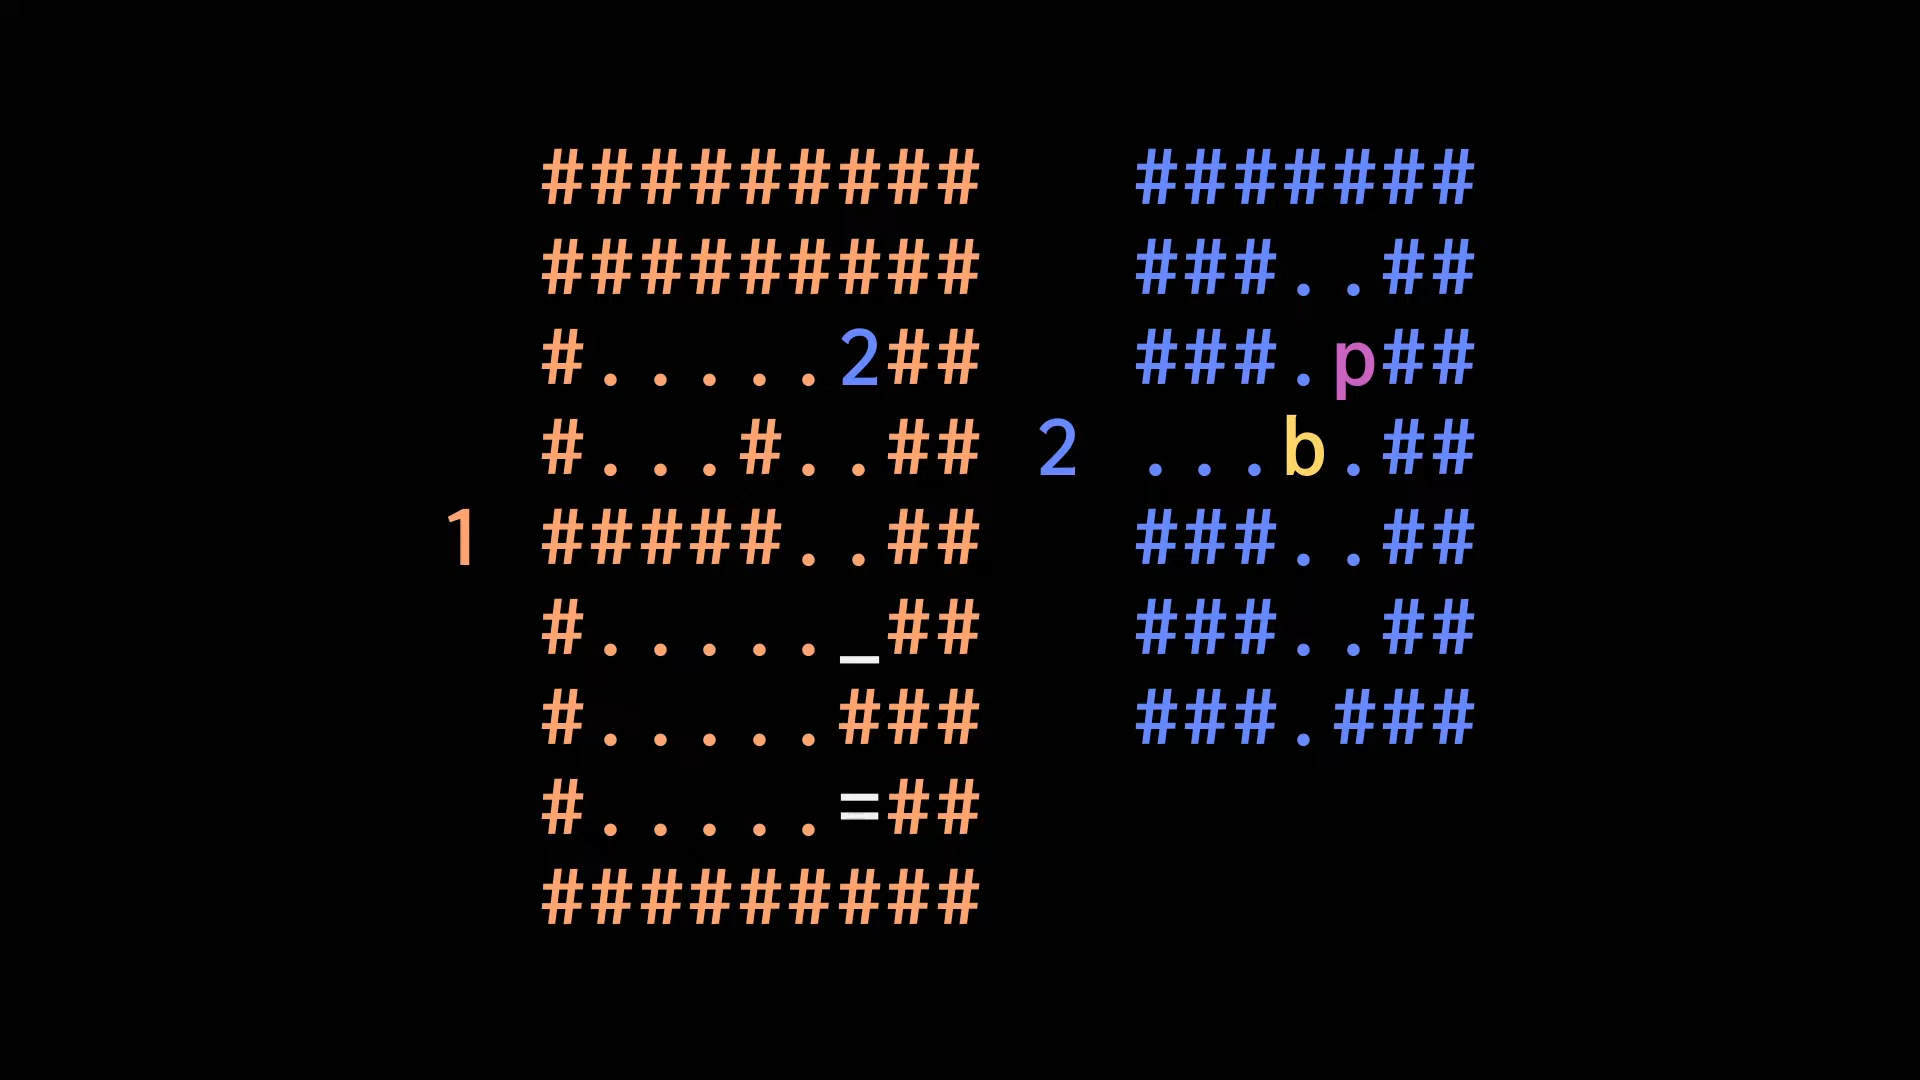 #########   #######
#########   ###..##
#.....2##   ###.p##
#...#..## 2 ...b.##
1 #####..##   ###..##
#....._##   ###..##
#.....###   ###.###
#.....=##
#########